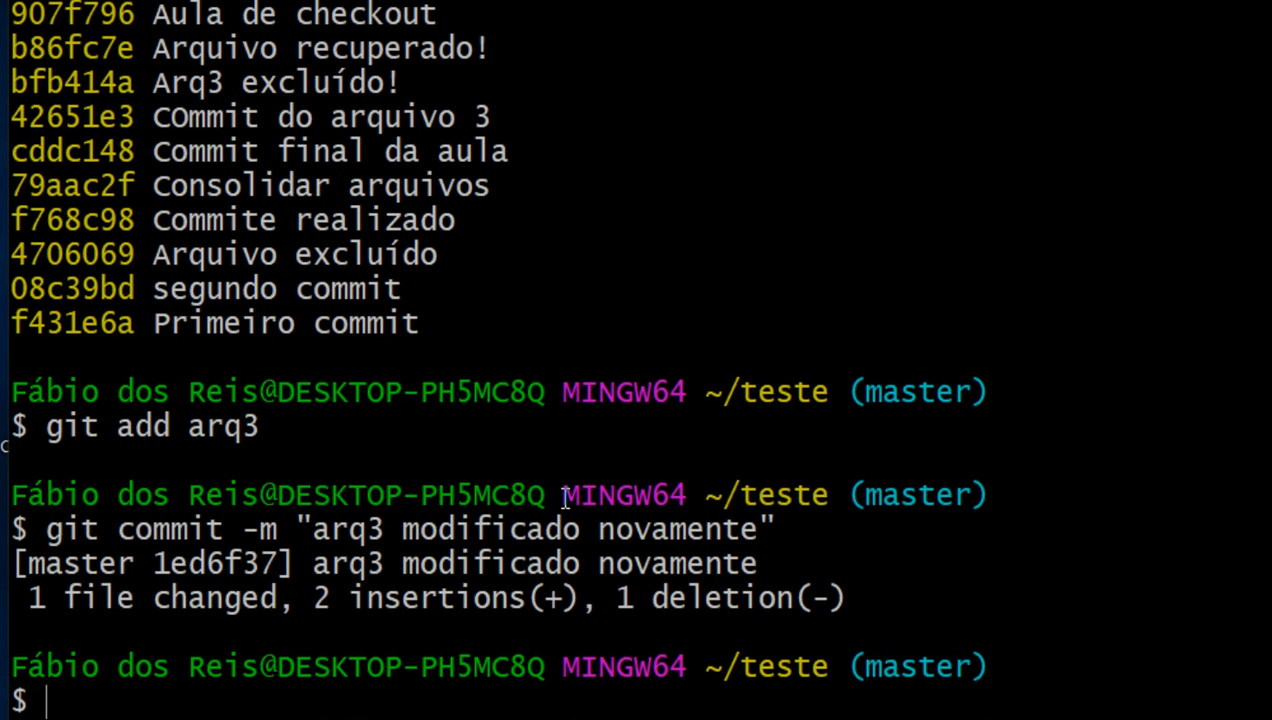 907f796 Aula de checkout
b86fc7e Arquivo recuperado!
bfb414a Arq3 excluído!
42651e3 COmmit do arquivo 3
cddc148 Commit final da aula
79aac2f Consolidar arquivos
f768c98 Commite realizado
4706069 Arquivo excluído
08c39bd segundo commit
f431e6a Primeiro commit
Fábio dos Reis@DESKTOP-PH5MC8Q MINGW64 ~/teste (master)
$ git add arq3
Fábio dos Reis@DESKTOP-PH5MC8Q MINGW64 ~/teste (master)
$ git commit -m "arq3 modificado novamente"
[master 1ed6f37] arq3 modificado novamente
1 file changed, 2 insertions(+), 1 deletion(-)
Fábio dos Reis@DESKTOP-PH5MC8Q MINGW64 ~/teste (master)
$